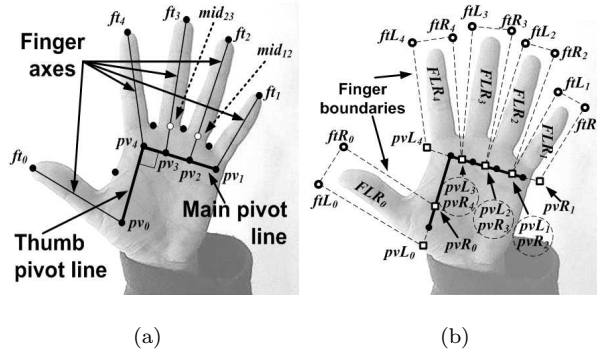 ft4
ft3
mid23
ft2
mid12
Finger axes
ft1
pv4
pv3
pv2
pv1
ft0
Main pivot line
pv0
Thumb pivot line
(a)
ftL4
ftR4
ftL3
ftR3
ftL2
ftR2
ftL1
ftR
FLR4
FLR3
FLR2
FLR1
Finger boundaries
ftR0
pvL4
FLR0
ftL0
pvL3
pvR4
pvL2
pvR3
pvL1
pvR2
pvR1
pvR0
pvL0
(b)